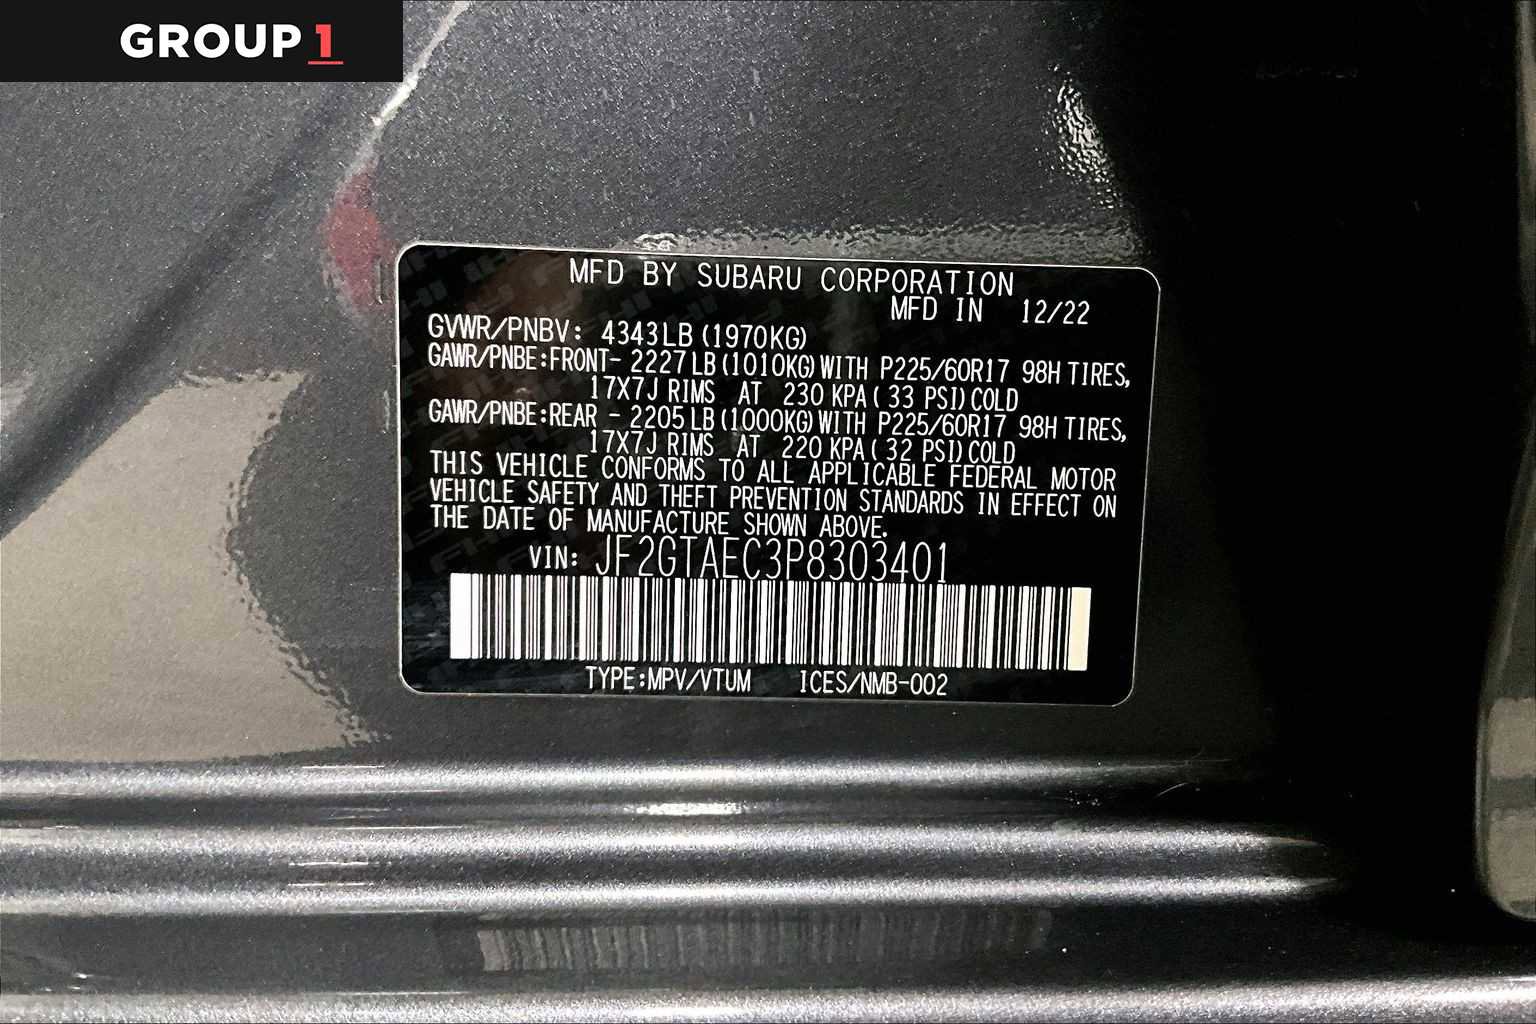 GROUP 1
MFD BY SUBARU CORPORATION
MFD IN 12/22
GVWR/PNBV: 4343LB (1970KG)
GAWR/PNBE:FRONT- 2227LB (1010KG) WITH P225/60R17 98H TIRES,
17X7J RIMS AT 230 KPA ( 33 PSI) COLD
GAWR/PNBE:REAR - 2205LB (1000KG) WITH P225/60R17 98H TIRES,
17X7J RIMS AT 220 KPA ( 32 PSI) COLD
THIS VEHICLE CONFORMS TO ALL APPLICABLE FEDERAL MOTOR
VEHICLE SAFETY AND THEFT PREVENTION STANDARDS IN EFFECT ON
THE DATE OF MANUFACTURE SHOWN ABOVE.
VIN: JF2GTAEC3P8303401
TYPE:MPV/VTUM ICES/NMB-002